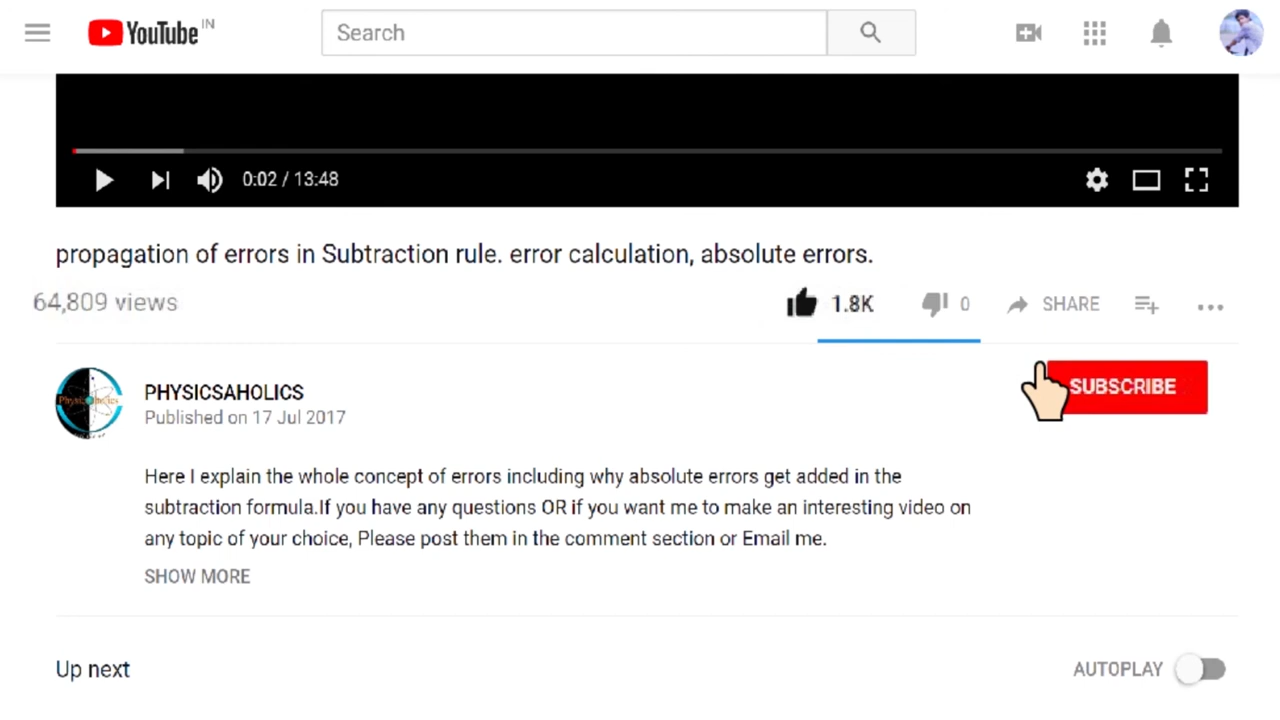 YouTube IN
Search
0:02 / 13:48
propagation of errors in Subtraction rule. error calculation, absolute errors.
64,809 views
1.8K
0
SHARE
PHYSICSAHOLICS
SUBSCRIBE
Published on 17 Jul 2017
Here I explain the whole concept of errors including why absolute errors get added in the
subtraction formula.If you have any questions OR if you want me to make an interesting video on
any topic of your choice, Please post them in the comment section or Email me.
SHOW MORE
Up next
AUTOPLAY